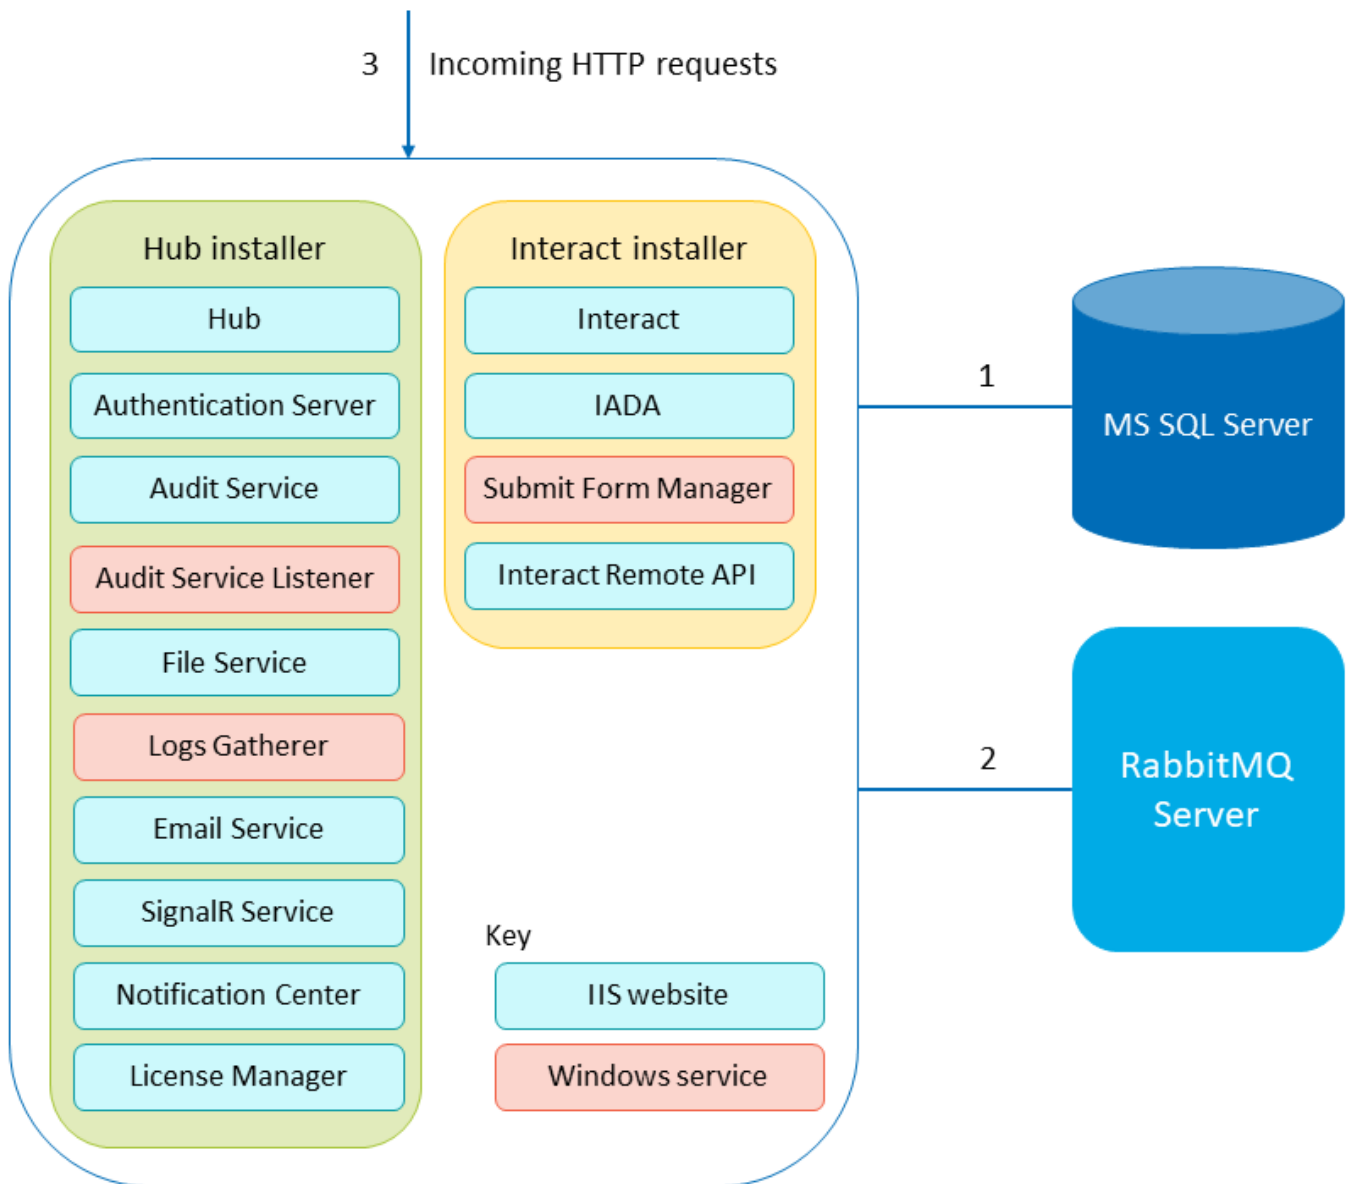 3 Incoming HTTP requests
Hub installer
Hub
Authentication Server
Audit Service
Audit Service Listener
File Service
Logs Gatherer
Email Service
SignalR Service
Notification Center
License Manager
Interact installer
Interact
IADA
Submit Form Manager
Interact Remote API
Key
IIS website
Windows service
1
MS SQL Server
2
RabbitMQ
Server